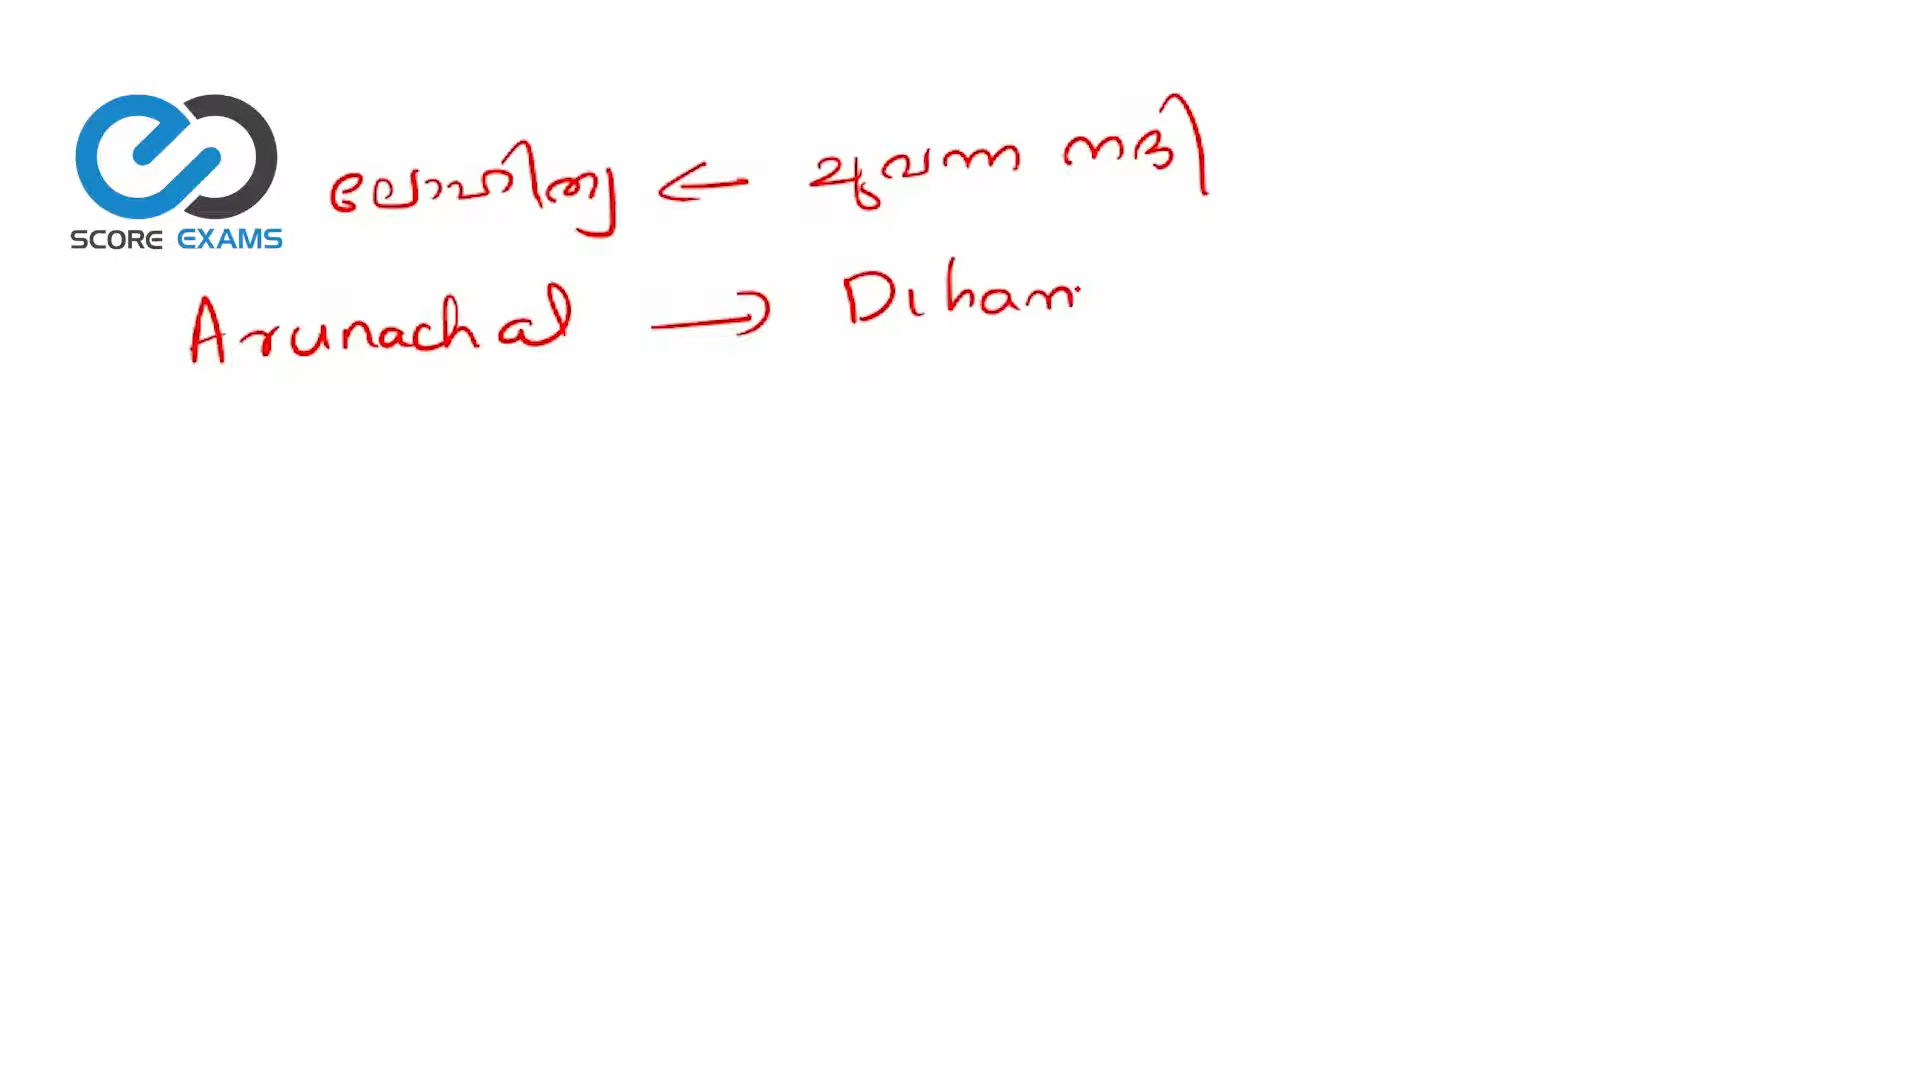 SCORE EXAMS
ലോഹിത്യ ← ചുവന്ന നദി
Arunachal → Dihan